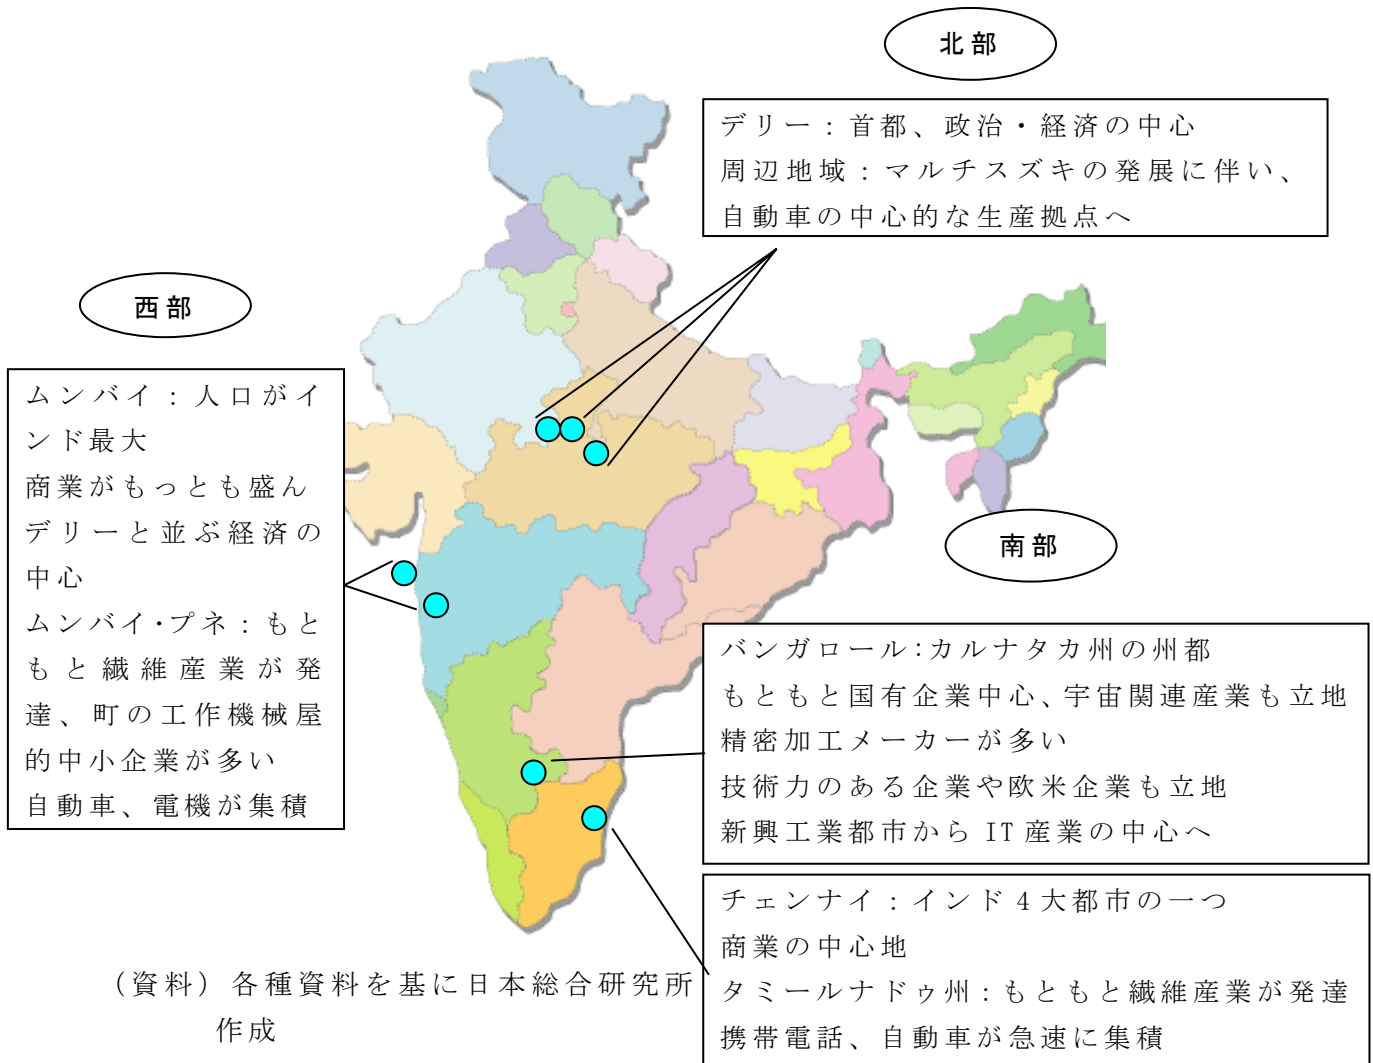 北部
デリー：首都、政治・経済の中心
周辺地域：マルチスズキの発展に伴い、
自動車の中心的な生産拠点へ
西部
ムンバイ：人口がイ
ンド最大
商業がもっとも盛ん
デリーと並ぶ経済の
中心
ムンバイ・プネ：もと
もと繊維産業が発
達、町の工作機械屋
的中小企業が多い
自動車、電機が集積
南部
バンガロール：カルナタカ州の州都
もともと国有企業中心、宇宙関連産業も立地
精密加工メーカーが多い
技術力のある企業や欧米企業も立地
新興工業都市から IT 産業の中心へ
チェンナイ：インド 4 大都市の一つ
商業の中心地
タミールナドゥ州：もともと繊維産業が発達
携帯電話、自動車が急速に集積
（資料）各種資料を基に日本総合研究所
作成